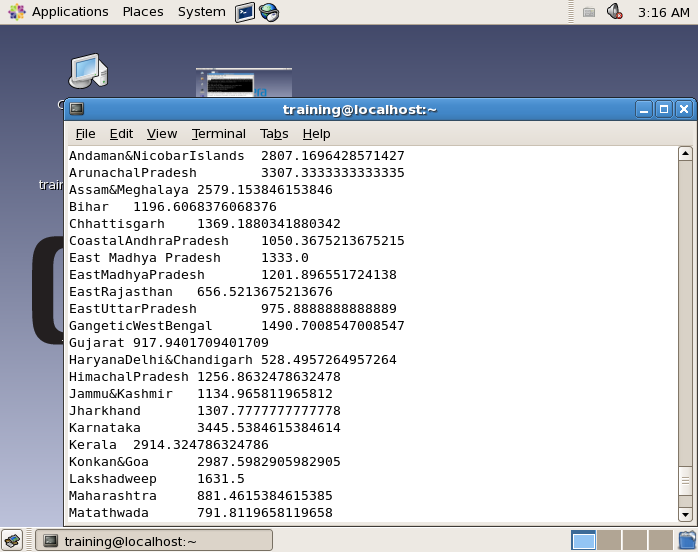 Applications Places System 3:16 AM
training@localhost:~
File Edit View Terminal Tabs Help
Andaman&NicobarIslands 2807.1696428571427
ArunachalPradesh 3307.3333333333335
Assam&Meghalaya 2579.153846153846
Bihar 1196.6068376068376
Chhattisgarh 1369.1880341880342
CoastalAndhraPradesh 1050.3675213675215
East Madhya Pradesh 1333.0
EastMadhyaPradesh 1201.896551724138
EastRajasthan 656.5213675213676
EastUttarPradesh 975.8888888888889
GangeticWestBengal 1490.7008547008547
Gujarat 917.9401709401709
HaryanaDelhi&Chandigarh 528.4957264957264
HimachalPradesh 1256.8632478632478
Jammu&Kashmir 1134.965811965812
Jharkhand 1307.7777777777778
Karnataka 3445.5384615384614
Kerala 2914.324786324786
Konkan&Goa 2987.5982905982905
Lakshadweep 1631.5
Maharashtra 881.4615384615385
Matathwada 791.8119658119658
training@localhost:~